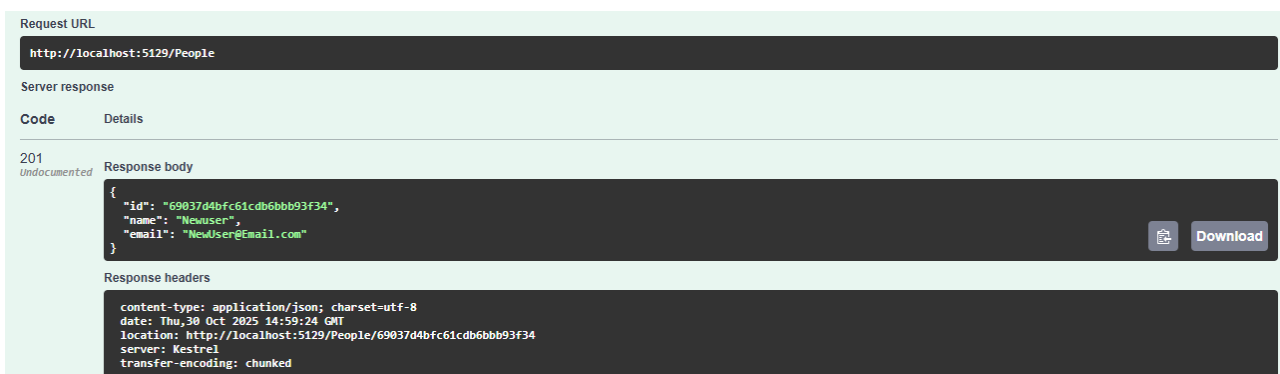 Request URL
http://localhost:5129/People
Server response
Code Details
201
Undocumented
Response body
{
"id": "69037d4bfc61cdb6bbb93f34",
"name": "Newuser",
"email": "NewUser@Email.com"
}
Download
Response headers
content-type: application/json; charset=utf-8
date: Thu,30 Oct 2025 14:59:24 GMT
location: http://localhost:5129/People/69037d4bfc61cdb6bbb93f34
server: Kestrel
transfer-encoding: chunked